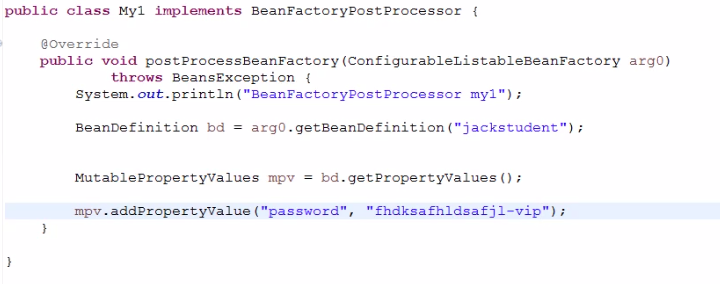 public class My1 implements BeanFactoryPostProcessor {
@Override
public void postProcessBeanFactory(ConfigurableListableBeanFactory arg0)
throws BeansException {
System.out.println("BeanFactoryPostProcessor my1");
BeanDefinition bd = arg0.getBeanDefinition("jackstudent");
MutablePropertyValues mpv = bd.getPropertyValues();
mpv.addPropertyValue("password", "fhdksafhldsafjl-vip");
}
}